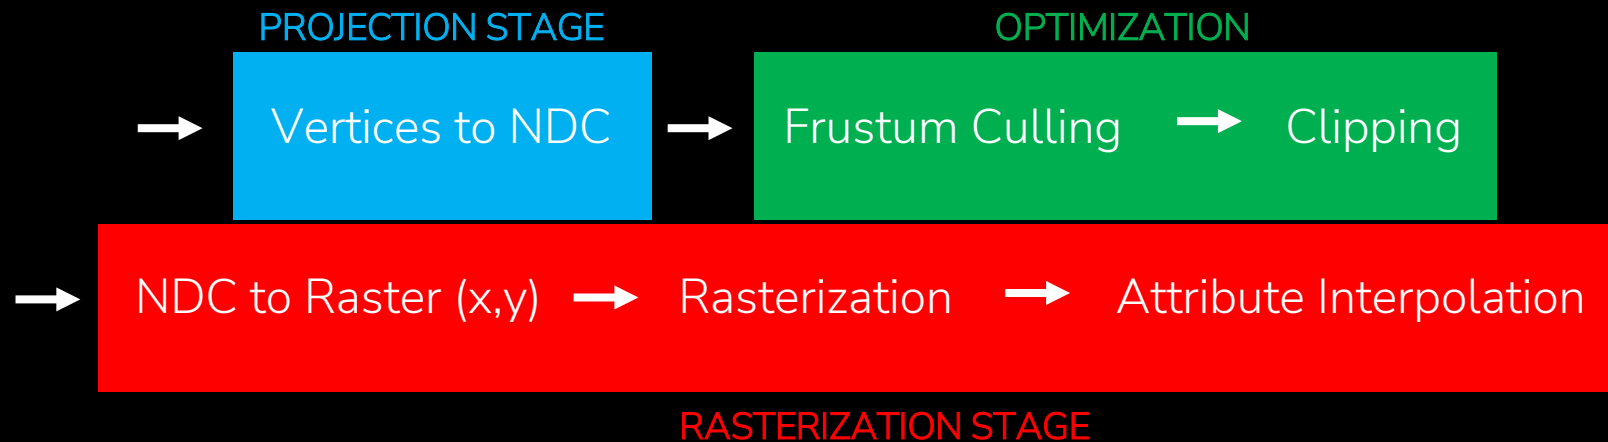 PROJECTION STAGE
OPTIMIZATION
Vertices to NDC
Frustum Culling
Clipping
NDC to Raster (x,y)
Rasterization
Attribute Interpolation
RASTERIZATION STAGE